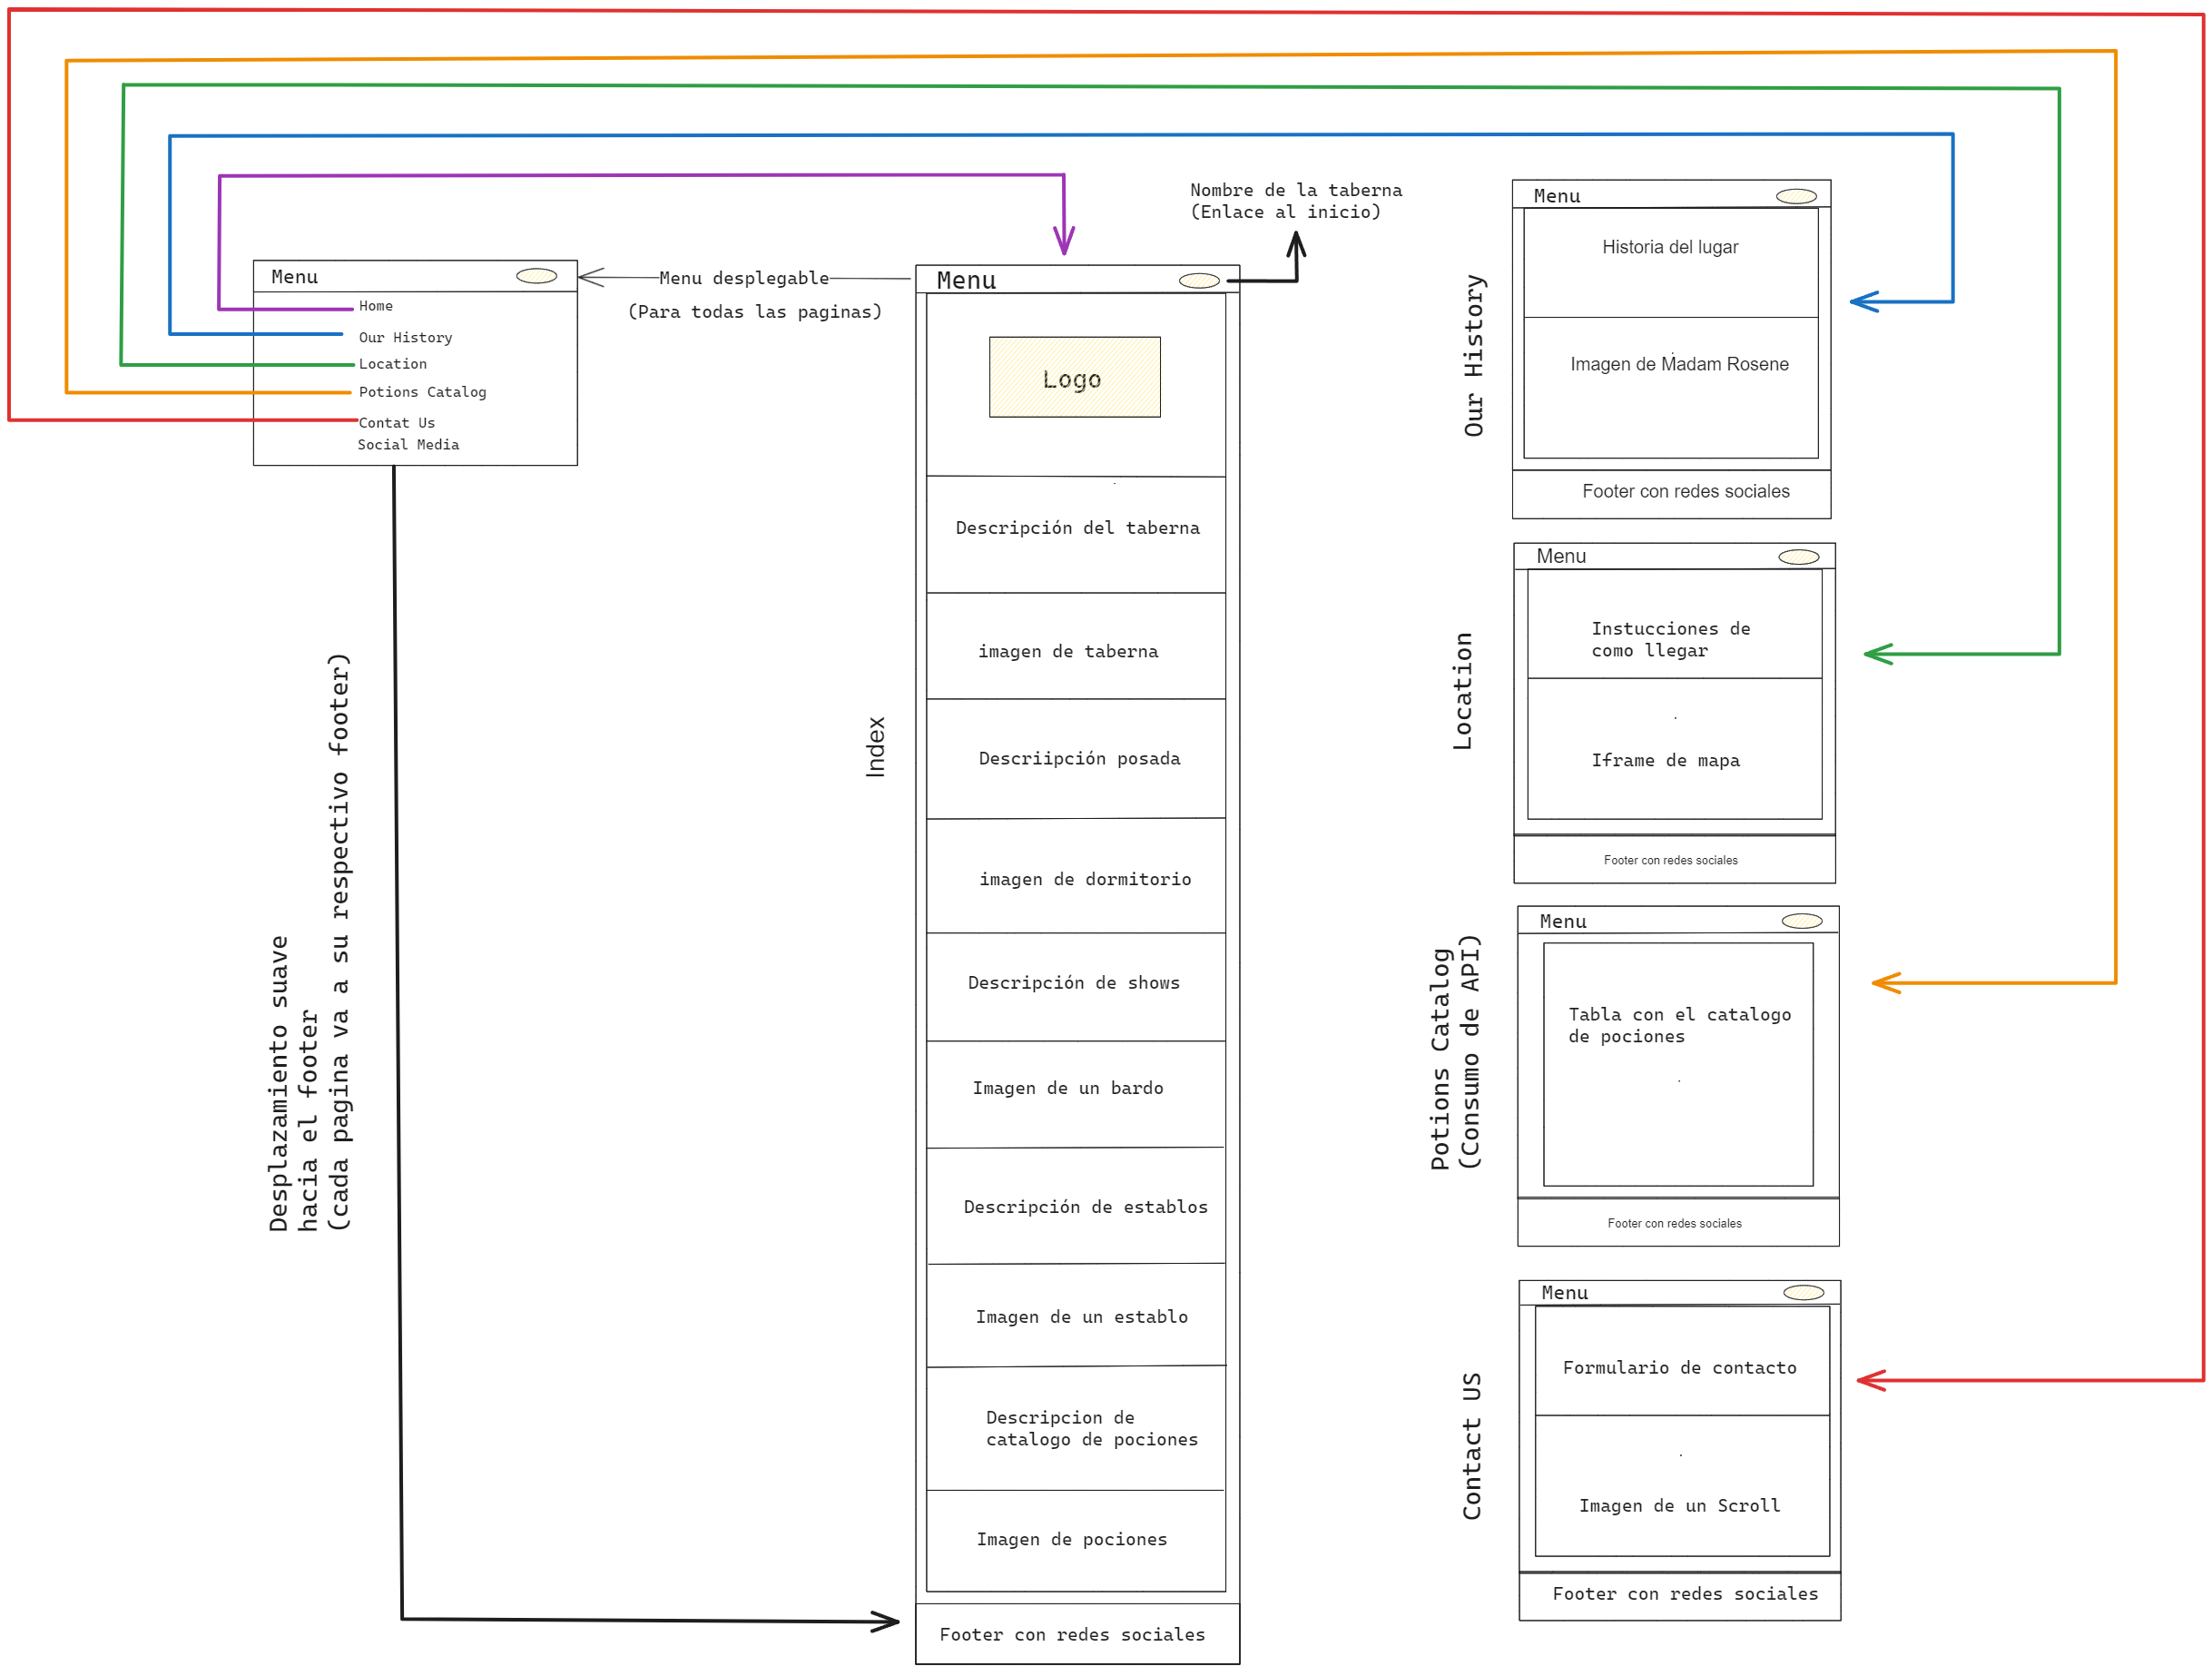 Menu
Home
Our History
Location
Potions Catalog
Contat Us
Social Media
Menu desplegable
(Para todas las paginas)
Desplazamiento suave
hacia el footer
(cada pagina va a su respectivo footer)
Nombre de la taberna
(Enlace al inicio)
Index
Menu
Logo
Descripción del taberna
imagen de taberna
Descriipción posada
imagen de dormitorio
Descripción de shows
Imagen de un bardo
Descripción de establos
Imagen de un establo
Descripcion de
catalogo de pociones
Imagen de pociones
Footer con redes sociales
Our History
Menu
Historia del lugar
Imagen de Madam Rosene
Footer con redes sociales
Location
Menu
Instucciones de
como llegar
Iframe de mapa
Footer con redes sociales
Potions Catalog
(Consumo de API)
Menu
Tabla con el catalogo
de pociones
Footer con redes sociales
Contact US
Menu
Formulario de contacto
Imagen de un Scroll
Footer con redes sociales